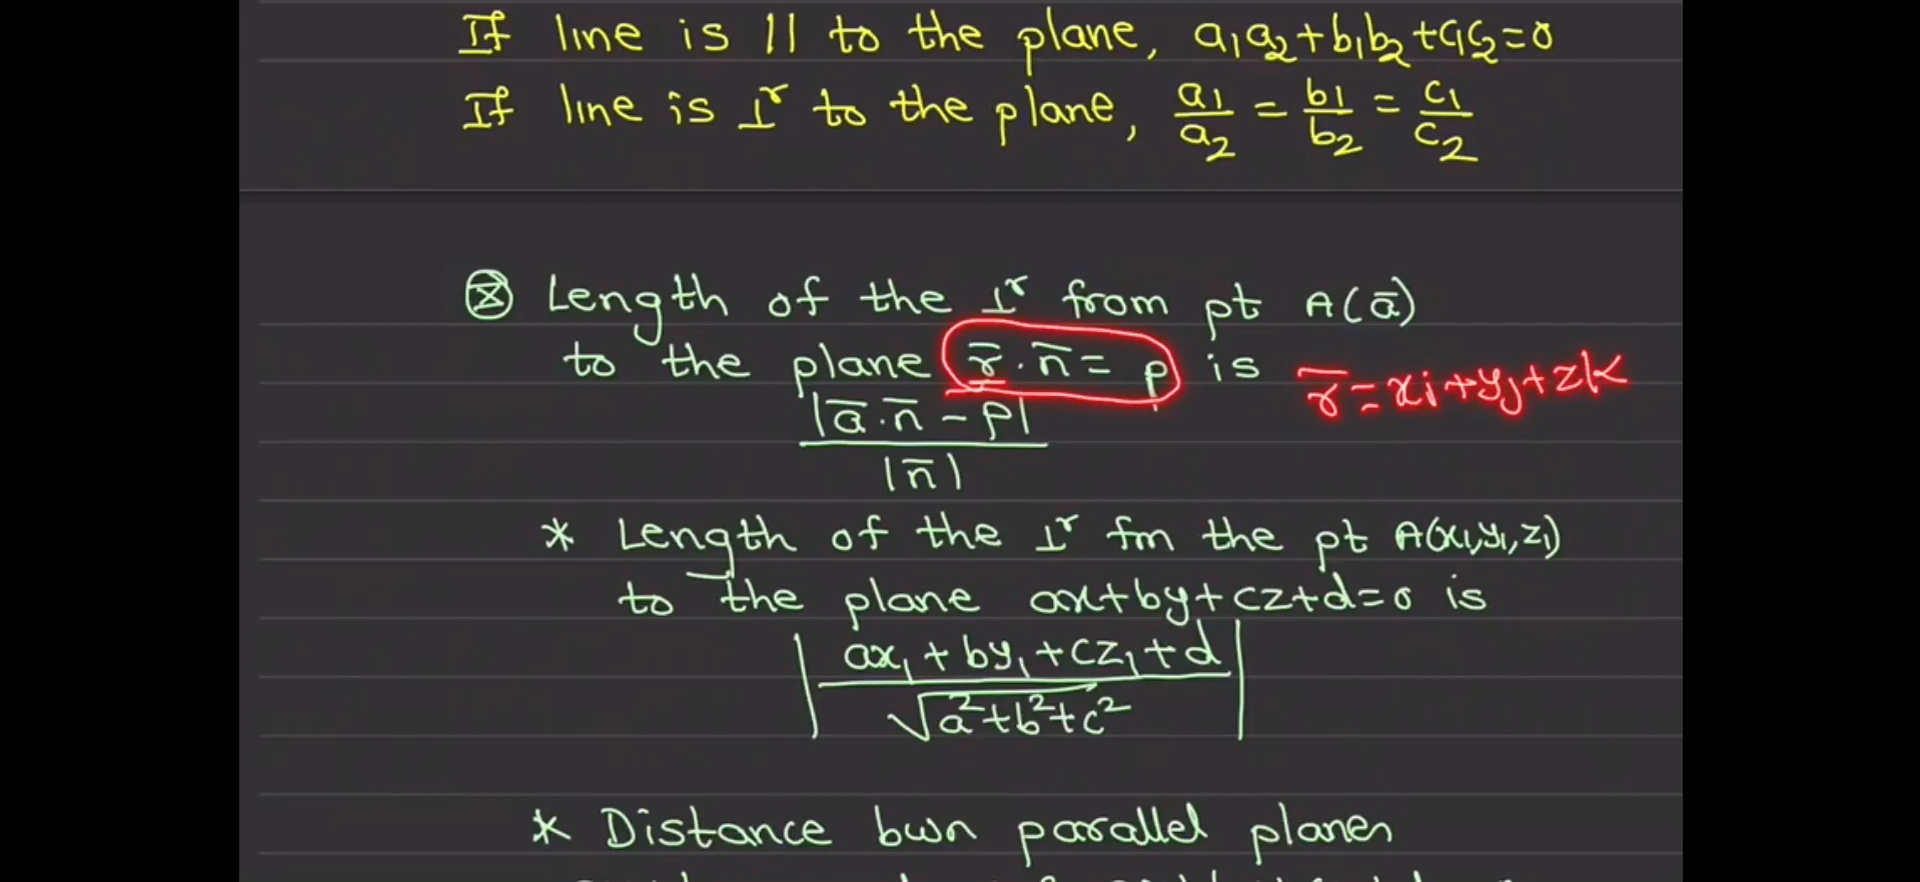 If line is || to the plane, a₁a₂+b₁b₂+c₁c₂=0
If line is ⊥ʳ to the plane, a₁/a₂ = b₁/b₂ = c₁/c₂
⊛ Length of the ⊥ʳ from pt A(ā)
to the plane r̄·n̄ = p is r̄=xi+yj+zk
|ā·n̄ - p|
|n̄|
* Length of the ⊥ʳ fm the pt A(x₁,y₁,z₁)
to the plane ax+by+cz+d=0 is
|ax₁+by₁+cz₁+d / √a²+b²+c²|
* Distance bwn parallel planes